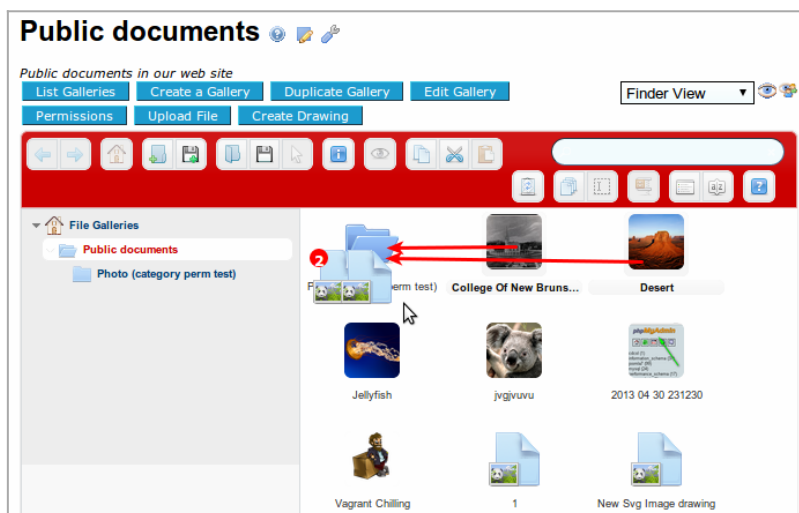 Public documents
Public documents in our web site
List Galleries Create a Gallery Duplicate Gallery Edit Gallery
Finder View
Permissions Upload File Create Drawing
File Galleries
Public documents
Photo (category perm test)
2
P erm test)
College Of New Bruns...
Desert
Jellyfish
jvgjvuvu
2013 04 30 231230
phpMyAdmin
Vagrant Chilling
1
New Svg Image drawing